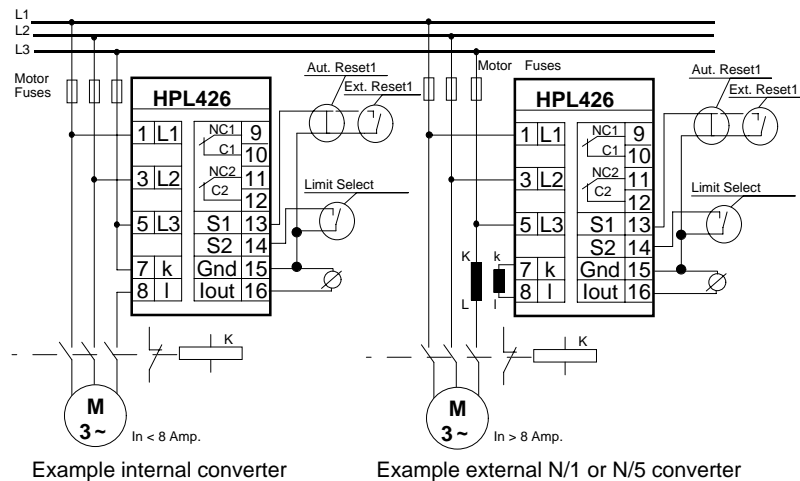 L1
L2
L3
Motor
Fuses
HPL426
1 L1
3 L2
5 L3
7 k
8 l
NC1 9
C1 10
NC2 11
C2 12
S1 13
S2 14
Gnd 15
Iout 16
Aut. Reset1
Ext. Reset1
Limit Select
K
M
3 ~
In < 8 Amp.
Example internal converter
Motor Fuses
HPL426
1 L1
3 L2
5 L3
7 k
8 l
NC1 9
C1 10
NC2 11
C2 12
S1 13
S2 14
Gnd 15
Iout 16
Aut. Reset1
Ext. Reset1
Limit Select
K
k
L
l
K
M
3 ~
In > 8 Amp.
Example external N/1 or N/5 converter